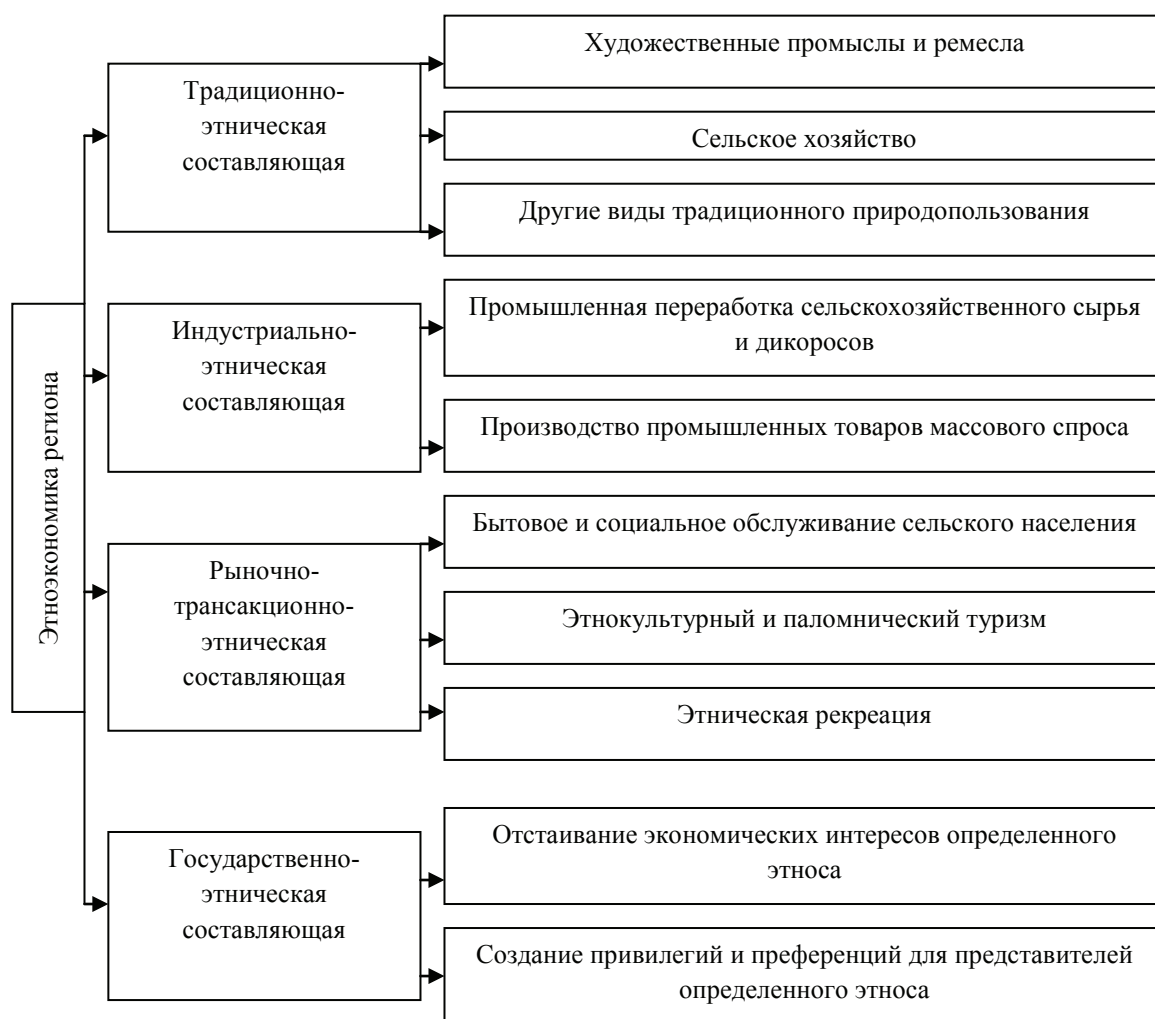 Этноэкономика региона
Традиционно-
этническая
составляющая
Художественные промыслы и ремесла
Сельское хозяйство
Другие виды традиционного природопользования
Индустриально-
этническая
составляющая
Промышленная переработка сельскохозяйственного сырья
и дикоросов
Производство промышленных товаров массового спроса
Рыночно-
трансакционно-
этническая
составляющая
Бытовое и социальное обслуживание сельского населения
Этнокультурный и паломнический туризм
Этническая рекреация
Государственно-
этническая
составляющая
Отстаивание экономических интересов определенного
этноса
Создание привилегий и преференций для представителей
определенного этноса